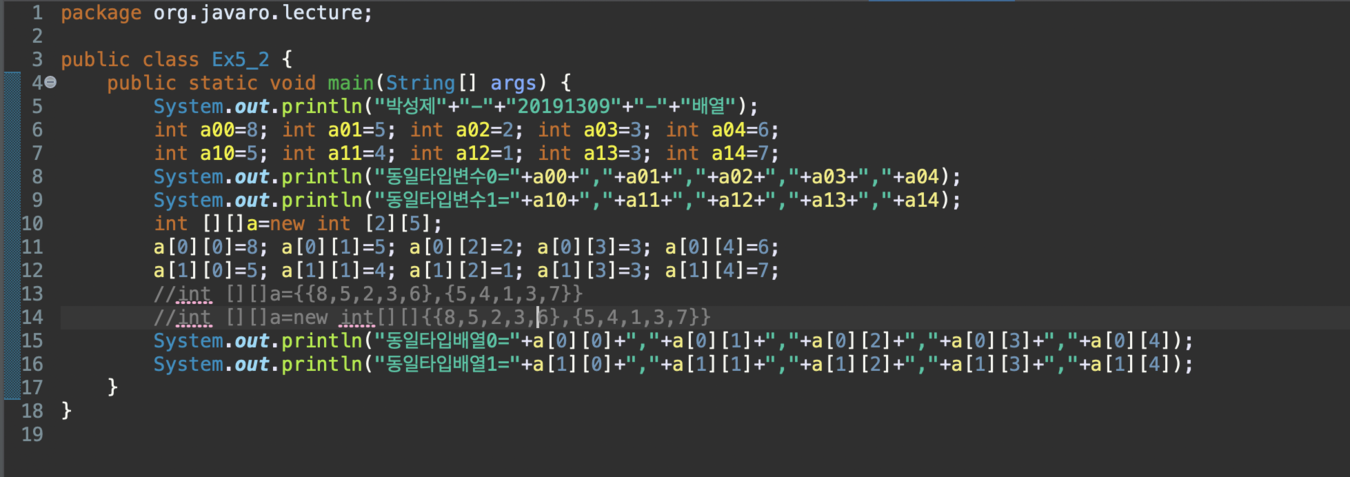 1 package org.javaro.lecture;
2
3 public class Ex5_2 {
4 public static void main(String[] args) {
5 System.out.println("박성제"+"-"+"20191309"+"-"+"배열");
6 int a00=8; int a01=5; int a02=2; int a03=3; int a04=6;
7 int a10=5; int a11=4; int a12=1; int a13=3; int a14=7;
8 System.out.println("동일타입변수0="+a00+","+a01+","+a02+","+a03+","+a04);
9 System.out.println("동일타입변수1="+a10+","+a11+","+a12+","+a13+","+a14);
10 int [][]a=new int [2][5];
11 a[0][0]=8; a[0][1]=5; a[0][2]=2; a[0][3]=3; a[0][4]=6;
12 a[1][0]=5; a[1][1]=4; a[1][2]=1; a[1][3]=3; a[1][4]=7;
13 //int [][]a={{8,5,2,3,6},{5,4,1,3,7}}
14 //int [][]a=new int[][]{{8,5,2,3,6},{5,4,1,3,7}}
15 System.out.println("동일타입배열0="+a[0][0]+","+a[0][1]+","+a[0][2]+","+a[0][3]+","+a[0][4]);
16 System.out.println("동일타입배열1="+a[1][0]+","+a[1][1]+","+a[1][2]+","+a[1][3]+","+a[1][4]);
17 }
18 }
19